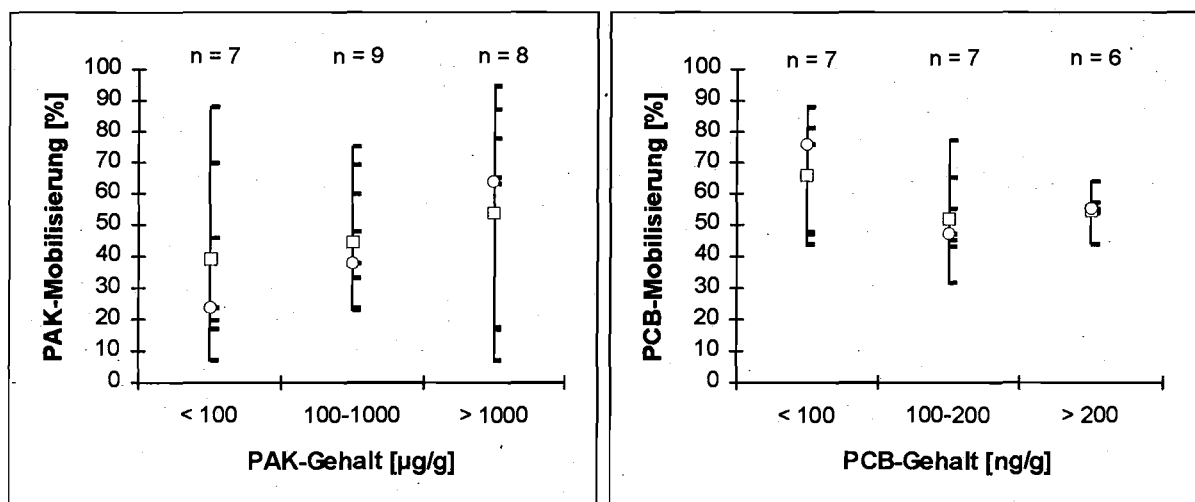 n = 7 n = 9 n = 8
100
90
80
70
60
50
40
30
20
10
0
PAK-Mobilisierung [%]
< 100 100-1000 > 1000
PAK-Gehalt [µg/g]
n = 7 n = 7 n = 6
100
90
80
70
60
50
40
30
20
10
0
PCB-Mobilisierung [%]
< 100 100-200 > 200
PCB-Gehalt [ng/g]